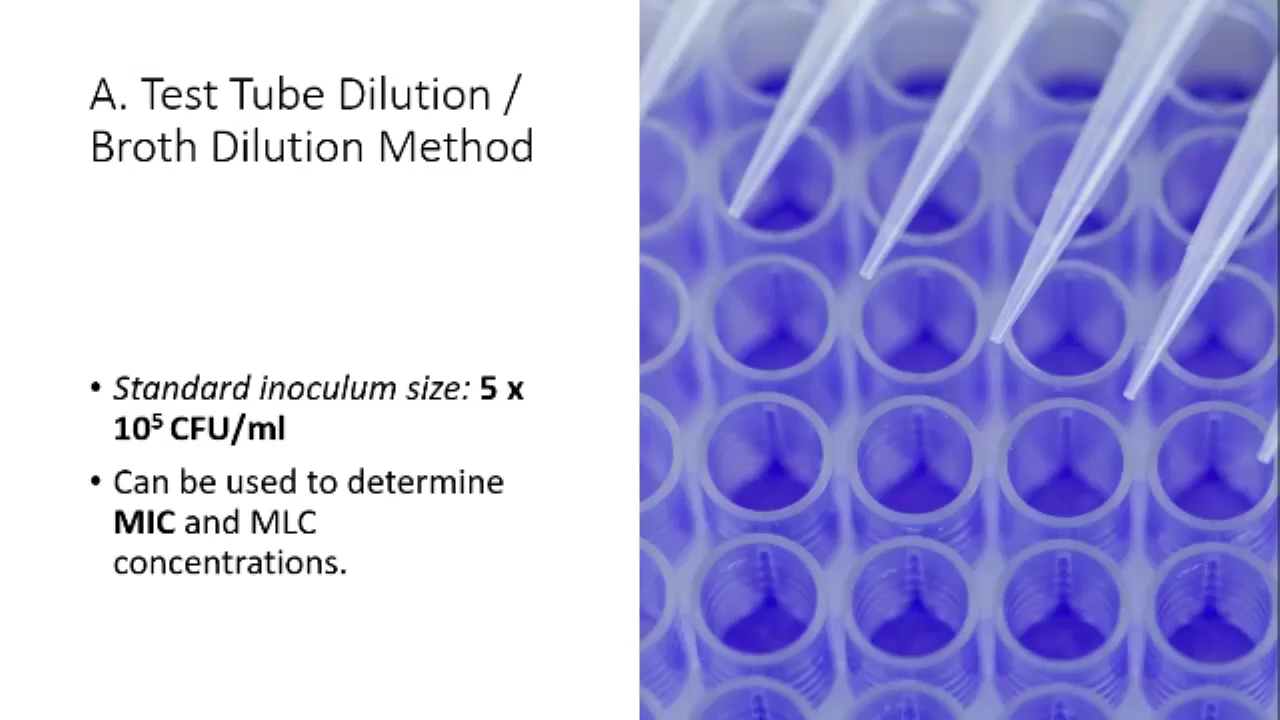 A. Test Tube Dilution /
Broth Dilution Method
• Standard inoculum size: 5 x
10⁵ CFU/ml
• Can be used to determine
MIC and MLC
concentrations.